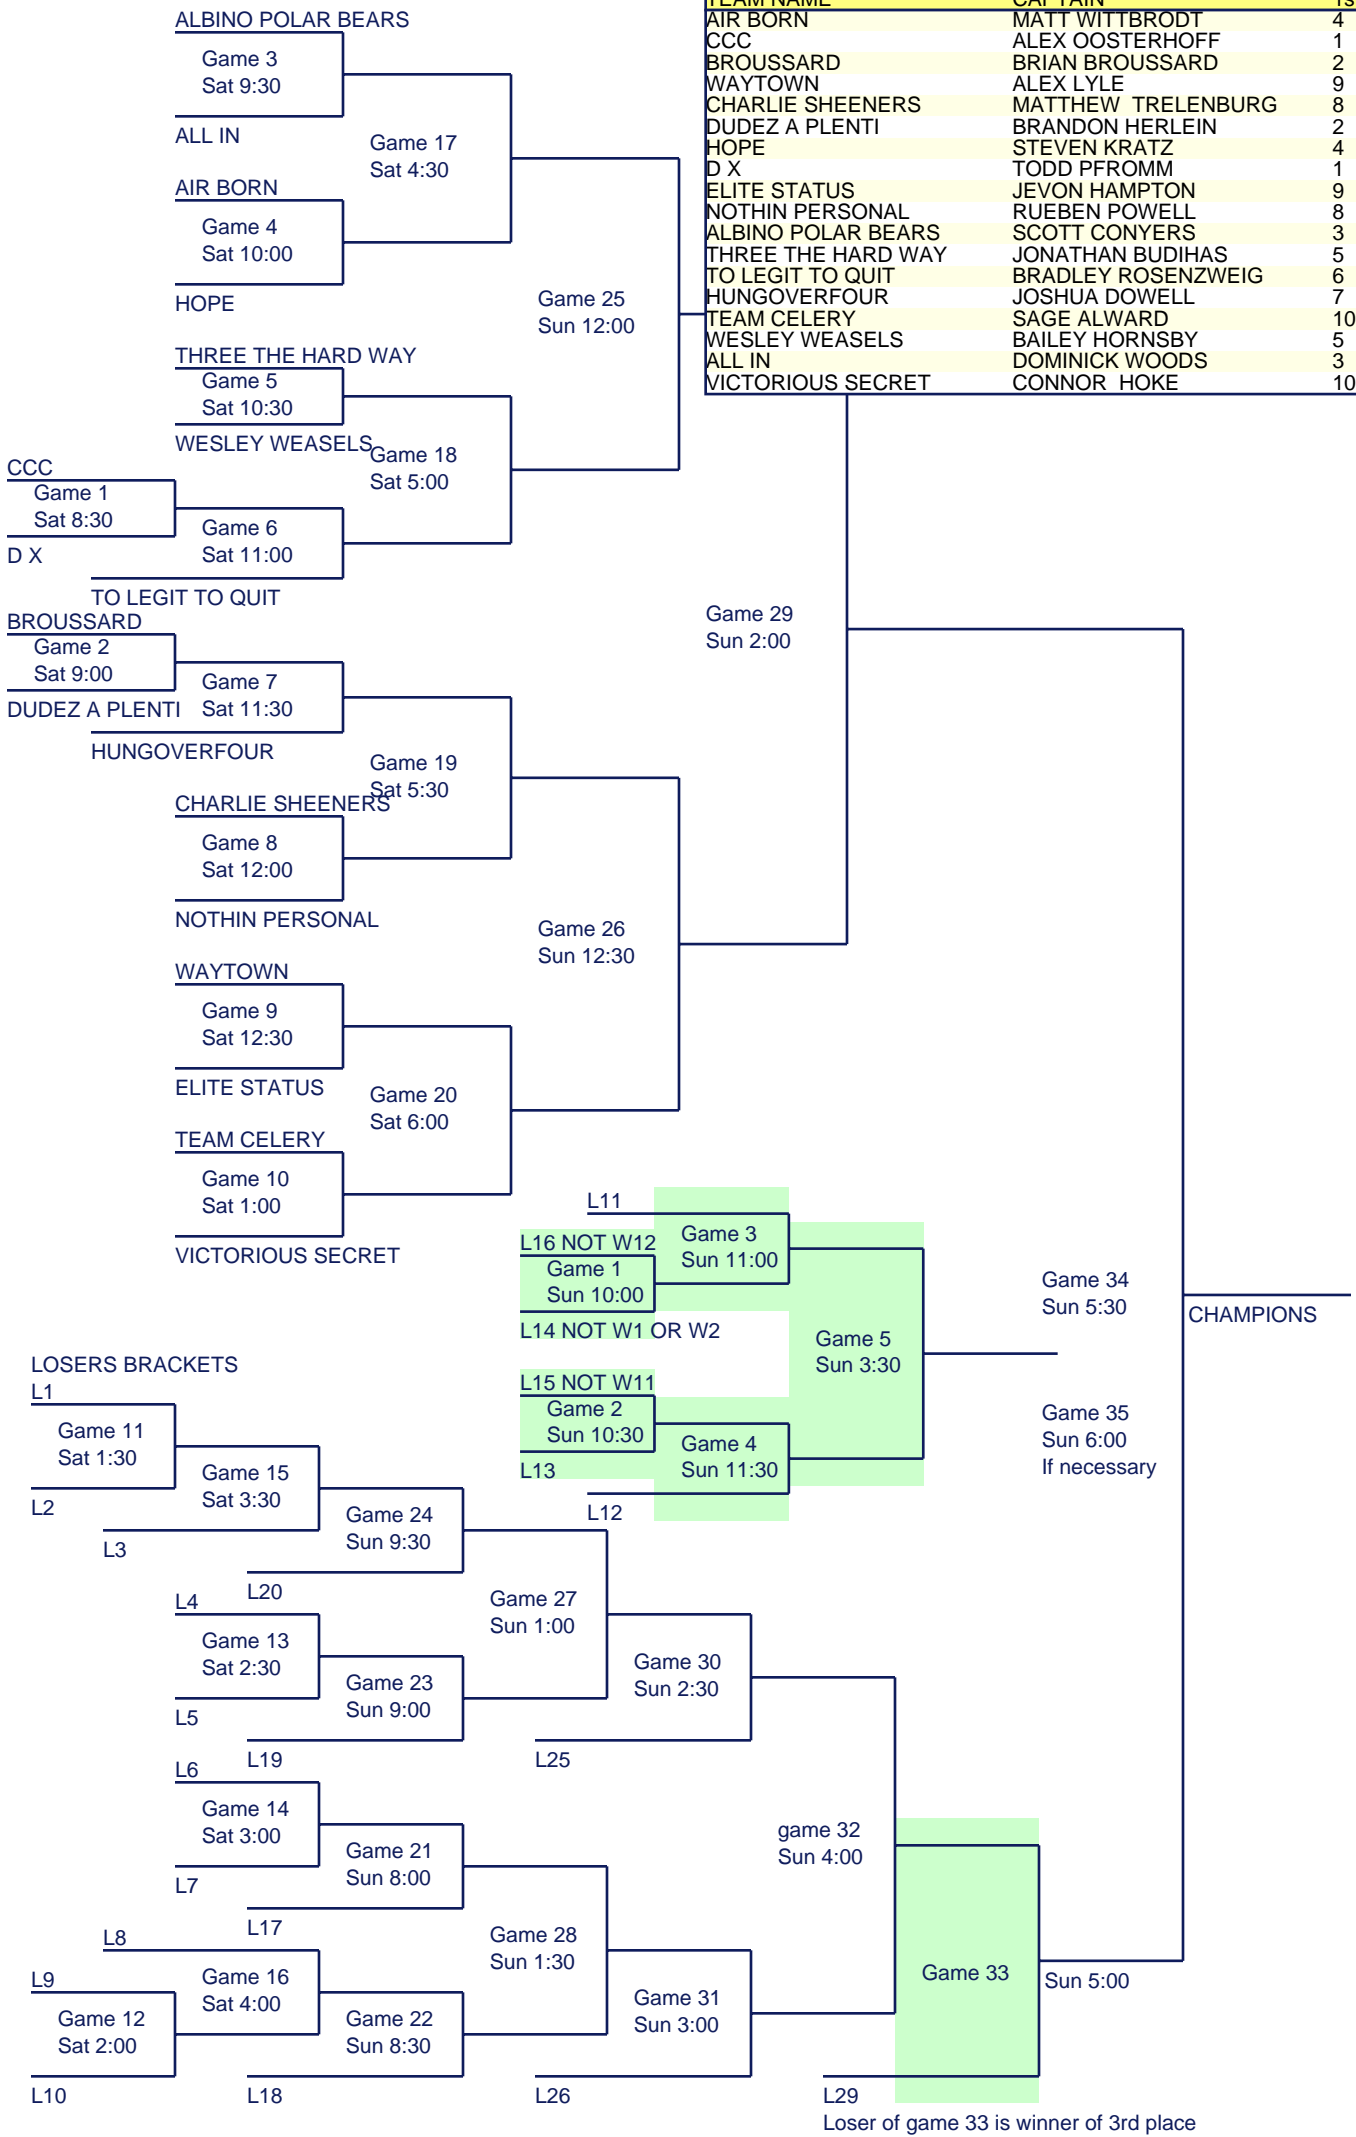 TEAM NAME CAPTAIN
AIR BORN MATT WITTBRODT 4
CCC ALEX OOSTERHOFF 1
BROUSSARD BRIAN BROUSSARD 2
WAYTOWN ALEX LYLE 9
CHARLIE SHEENERS MATTHEW TRELENBURG 8
DUDEZ A PLENTI BRANDON HERLEIN 2
HOPE STEVEN KRATZ 4
D X TODD PFROMM 1
ELITE STATUS JEVON HAMPTON 9
NOTHIN PERSONAL RUEBEN POWELL 8
ALBINO POLAR BEARS SCOTT CONYERS 3
THREE THE HARD WAY JONATHAN BUDIHAS 5
TO LEGIT TO QUIT BRADLEY ROSENZWEIG 6
HUNGOVERFOUR JOSHUA DOWELL 7
TEAM CELERY SAGE ALWARD 10
WESLEY WEASELS BAILEY HORNSBY 5
ALL IN DOMINICK WOODS 3
VICTORIOUS SECRET CONNOR HOKE 10
ALBINO POLAR BEARS
Game 3
Sat 9:30
ALL IN
Game 17
Sat 4:30
AIR BORN
Game 4
Sat 10:00
HOPE
Game 25
Sun 12:00
THREE THE HARD WAY
Game 5
Sat 10:30
WESLEY WEASELS
Game 18
Sat 5:00
CCC
Game 1
Sat 8:30
D X
Game 6
Sat 11:00
TO LEGIT TO QUIT
BROUSSARD
Game 2
Sat 9:00
DUDEZ A PLENTI
Game 7
Sat 11:30
HUNGOVERFOUR
Game 29
Sun 2:00
Game 19
Sat 5:30
CHARLIE SHEENERS
Game 8
Sat 12:00
NOTHIN PERSONAL
Game 26
Sun 12:30
WAYTOWN
Game 9
Sat 12:30
ELITE STATUS
Game 20
Sat 6:00
TEAM CELERY
Game 10
Sat 1:00
VICTORIOUS SECRET
L11
L16 NOT W12
Game 1
Sun 10:00
L14 NOT W1 OR W2
Game 3
Sun 11:00
Game 5
Sun 3:30
L15 NOT W11
Game 2
Sun 10:30
L13
Game 4
Sun 11:30
L12
Game 34
Sun 5:30
CHAMPIONS
Game 35
Sun 6:00
If necessary
LOSERS BRACKETS
L1
Game 11
Sat 1:30
L2
Game 15
Sat 3:30
L3
Game 24
Sun 9:30
L20
L4
Game 13
Sat 2:30
L5
Game 23
Sun 9:00
L19
Game 27
Sun 1:00
Game 30
Sun 2:30
L25
L6
Game 14
Sat 3:00
L7
Game 21
Sun 8:00
L17
L8
L9
Game 12
Sat 2:00
L10
Game 16
Sat 4:00
Game 22
Sun 8:30
L18
Game 28
Sun 1:30
Game 31
Sun 3:00
L26
game 32
Sun 4:00
Game 33
Sun 5:00
L29
Loser of game 33 is winner of 3rd place